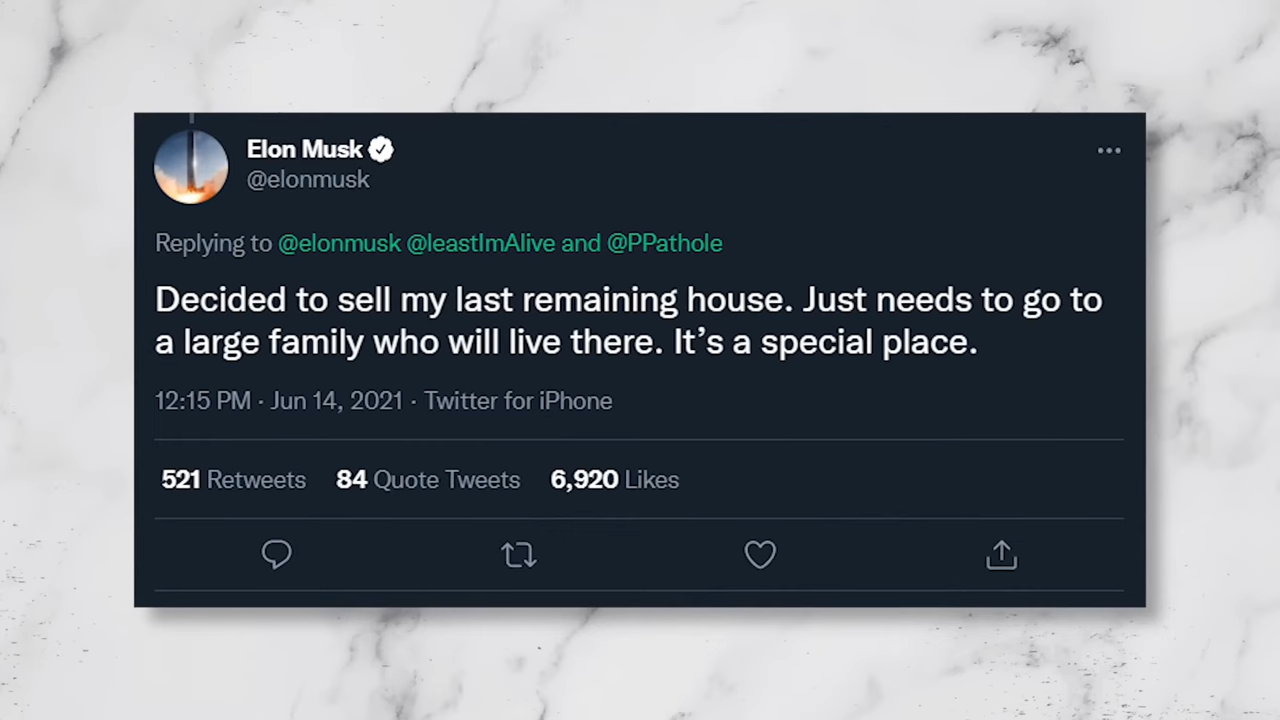 Elon Musk
@elonmusk
Replying to @elonmusk @leastImAlive and @PPathole
Decided to sell my last remaining house. Just needs to go to
a large family who will live there. It’s a special place.
12:15 PM · Jun 14, 2021 · Twitter for iPhone
521 Retweets 84 Quote Tweets 6,920 Likes